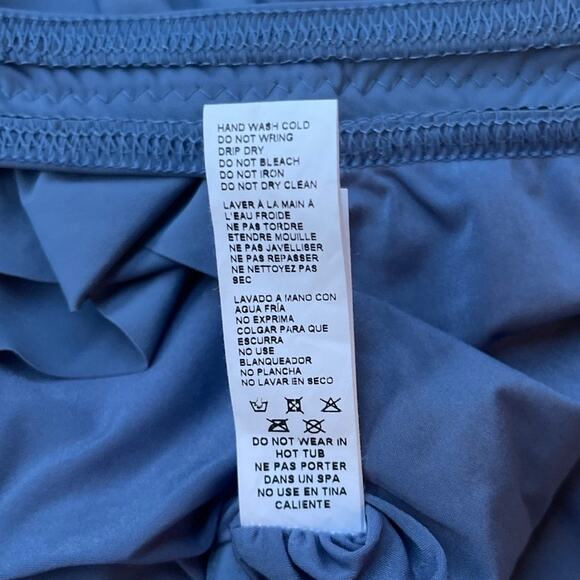 HAND WASH COLD
DO NOT WRING
DRIP DRY
DO NOT BLEACH
DO NOT IRON
DO NOT DRY CLEAN
LAVER À LA MAIN À
L'EAU FROIDE
NE PAS TORDRE
ETENDRE MOUILLE
NE PAS JAVELLISER
NE PAS REPASSER
NE NETTOYEZ PAS
SEC
LAVADO A MANO CON
AGUA FRÍA
NO EXPRIMA
COLGAR PARA QUE
ESCURRA
NO USE
BLANQUEADOR
NO PLANCHA
NO LAVAR EN SECO
DO NOT WEAR IN
HOT TUB
NE PAS PORTER
DANS UN SPA
NO USE EN TINA
CALIENTE